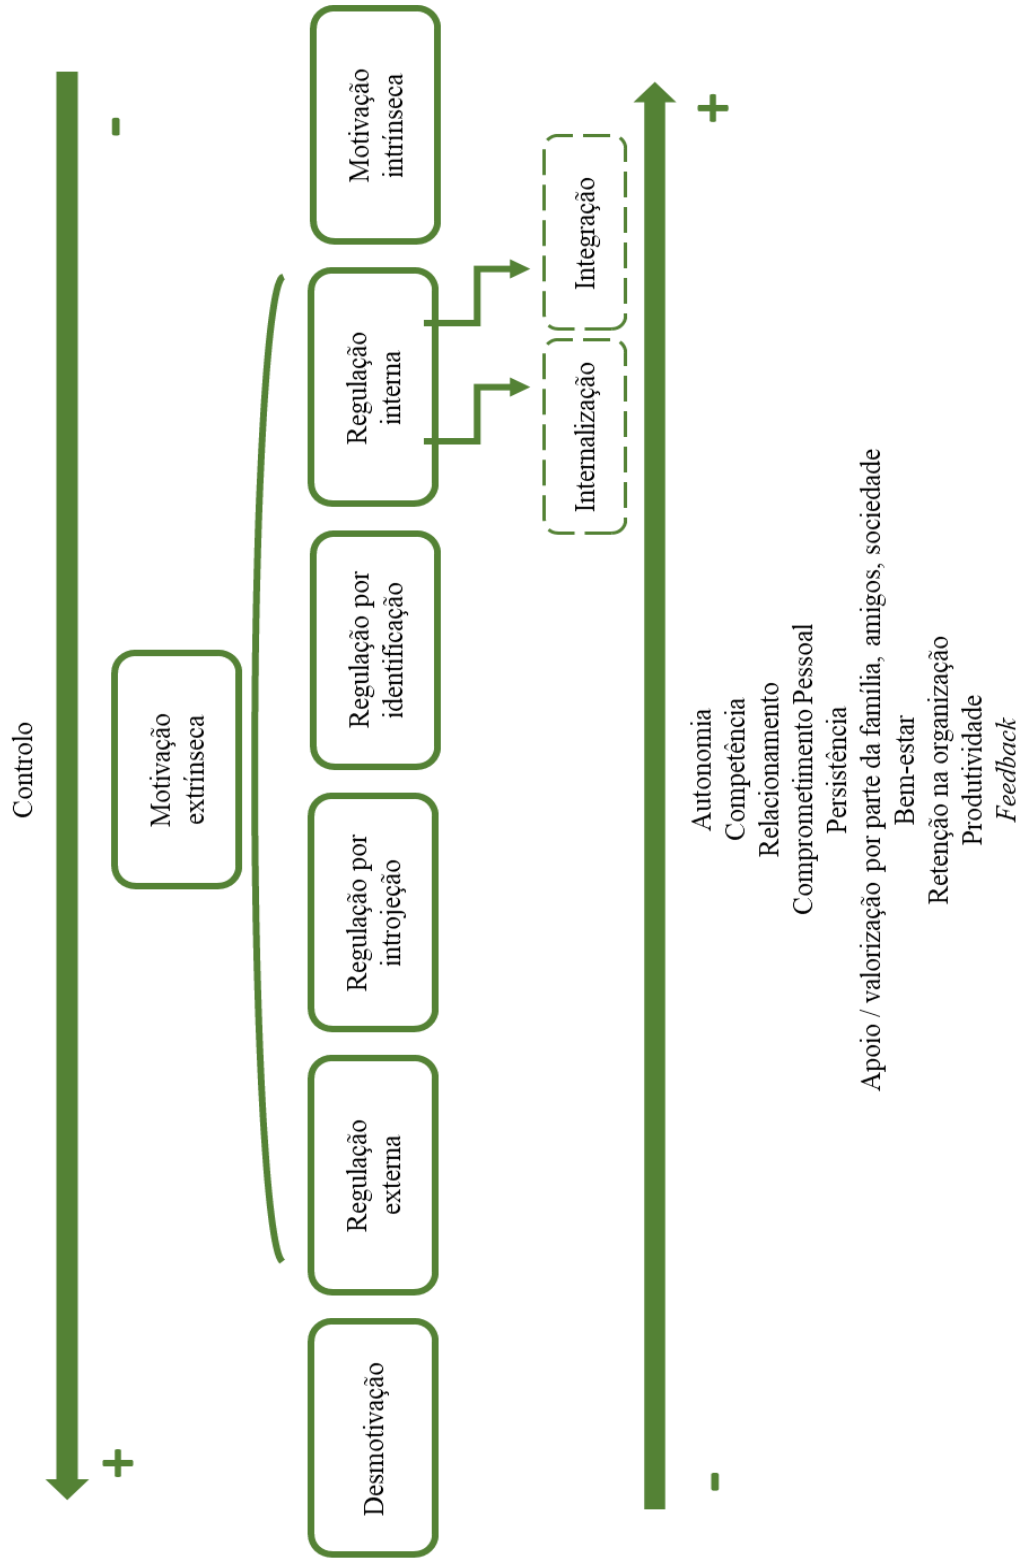 Controlo
+
-
Motivação
extrínseca
Desmotivação
Regulação
externa
Regulação por
introjeção
Regulação por
identificação
Regulação
interna
Motivação
intrínseca
Internalização
Integração
-
+
Autonomia
Competência
Relacionamento
Comprometimento Pessoal
Persistência
Apoio / valorização por parte da família, amigos, sociedade
Bem-estar
Retenção na organização
Produtividade
Feedback